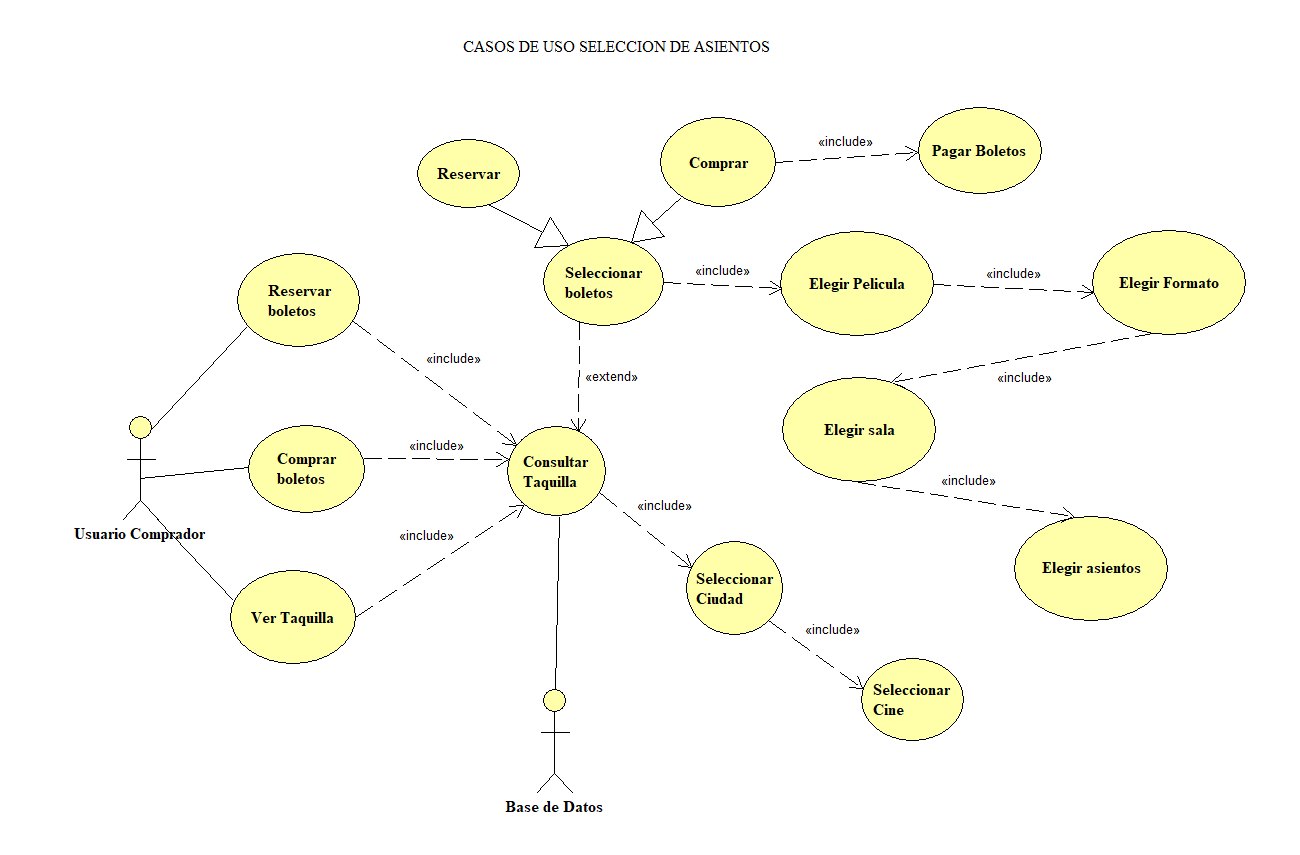 CASOS DE USO SELECCION DE ASIENTOS
«include»
Pagar Boletos
Comprar
Reservar
Seleccionar
boletos
«include»
Elegir Pelicula
«include»
Elegir Formato
Reservar
boletos
«include»
«extend»
«include»
Elegir sala
Comprar
boletos
«include»
Consultar
Taquilla
«include»
«include»
Usuario Comprador
«include»
Elegir asientos
Seleccionar
Ciudad
Ver Taquilla
«include»
Seleccionar
Cine
Base de Datos